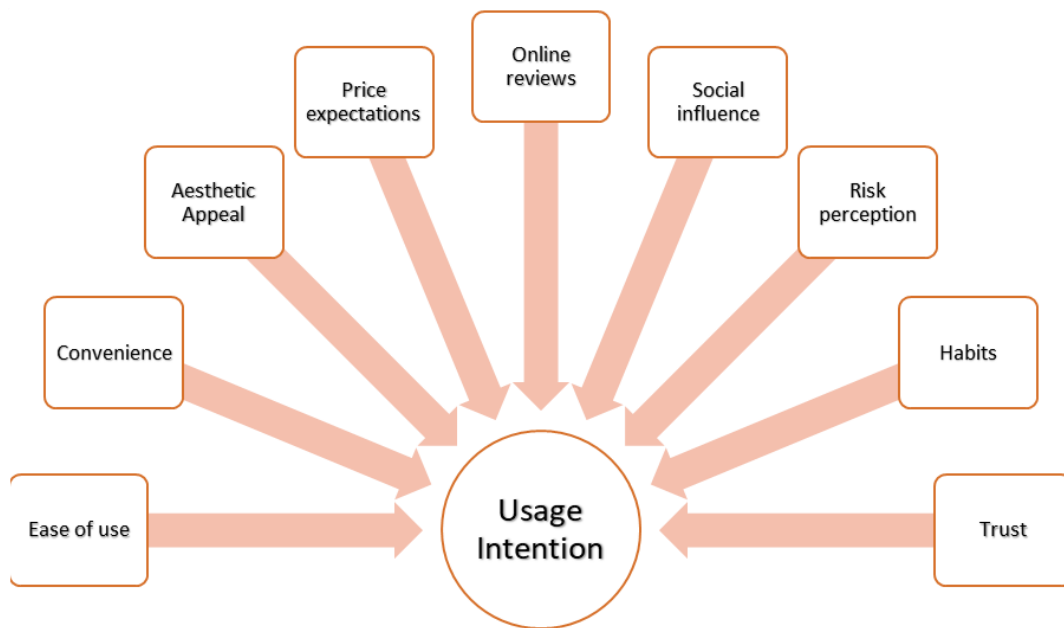 Online
reviews
Price
expectations
Social
influence
Aesthetic
Appeal
Risk
perception
Convenience
Habits
Ease of use
Usage
Intention
Trust